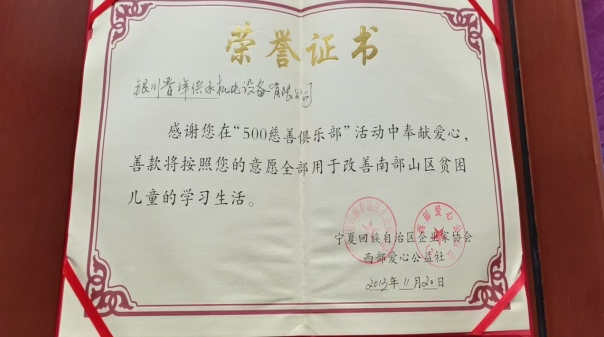 荣誉证书
银川晋祥供水机电设备有限公司
感谢您在“500慈善俱乐部”活动中奉献爱心，
善款将按照您的意愿全部用于改善南部山区贫困
儿童的学习生活。
宁夏回族自治区企业家协会
西部爱心公益社
2013年11月20日